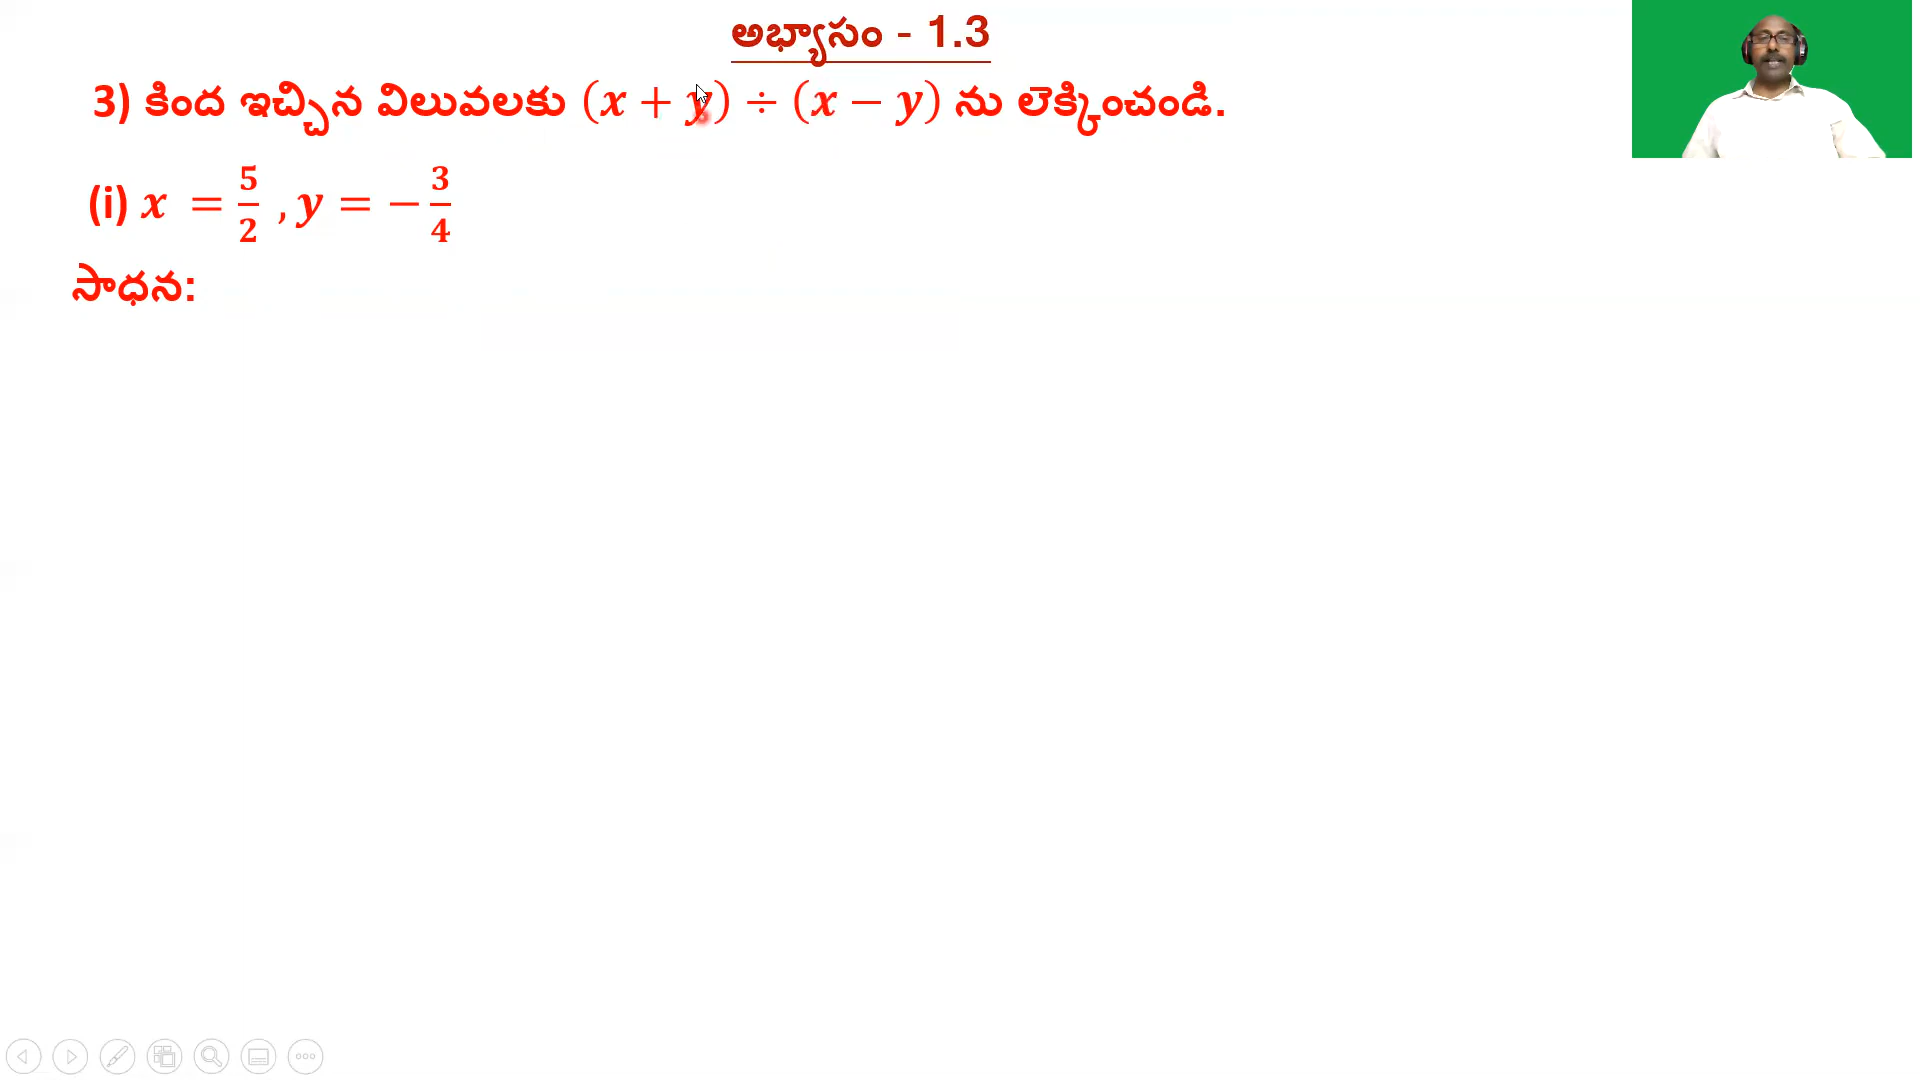 అభ్యాసం - 1.3
3) కింద ఇచ్చిన విలువలకు (x + y) ÷ (x − y) ను లెక్కించండి.
(i) x = 5/2 , y = − 3/4
సాధన: